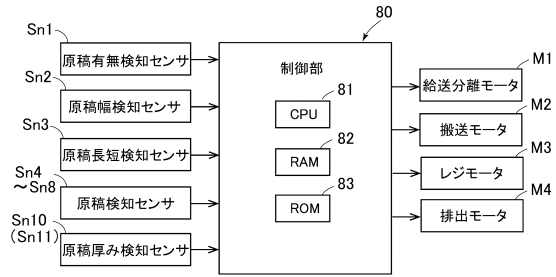 80
Sn1
原稿有無検知センサ
Sn2
原稿幅検知センサ
Sn3
原稿長短検知センサ
Sn4
～Sn8
原稿検知センサ
Sn10
(Sn11)
原稿厚み検知センサ
制御部
81
CPU
82
RAM
83
ROM
M1
給送分離モータ
M2
搬送モータ
M3
レジモータ
M4
排出モータ